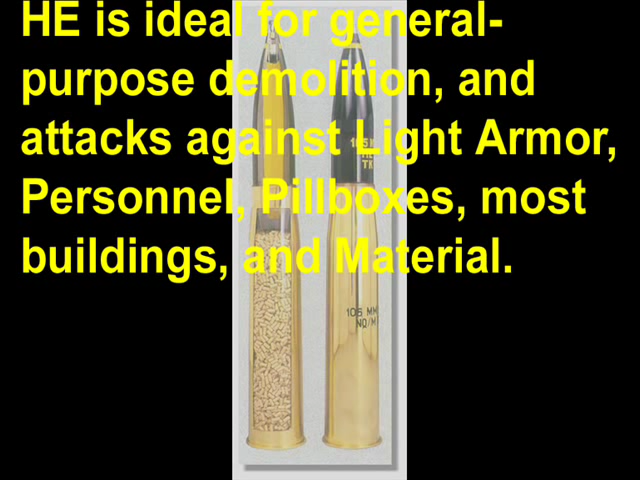 HE is ideal for general-
purpose demolition, and
attacks against Light Armor,
Personnel, Pillboxes, most
buildings, and Material.
105 MM
NQ/M